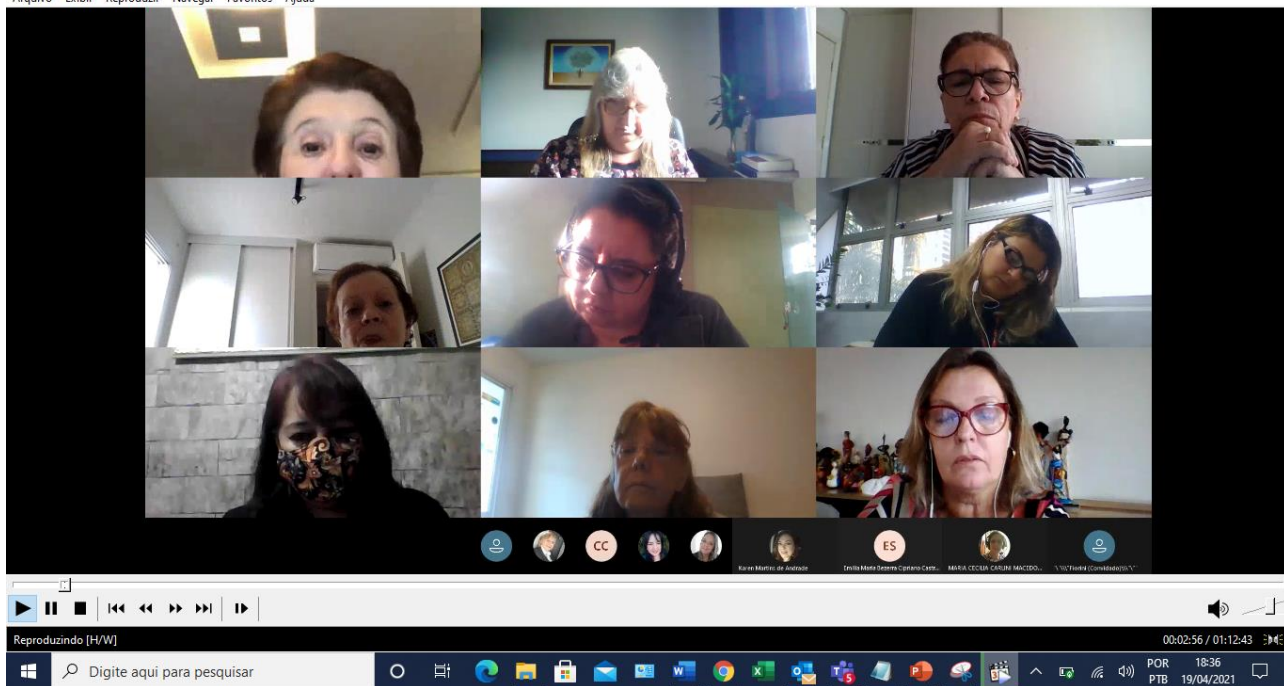 Arquivo Exibir Reproduzir Navegar Favoritos Ajuda
CC
ES
Karen Martins de Andrade
Emilia Maria Bezerra Cipriano Caste...
MARIA CECILIA CARLINI MACEDO...
(Convidado)
Reproduzindo [H/W]
00:02:56 / 01:12:43
Digite aqui para pesquisar
POR
PTB
18:36
19/04/2021